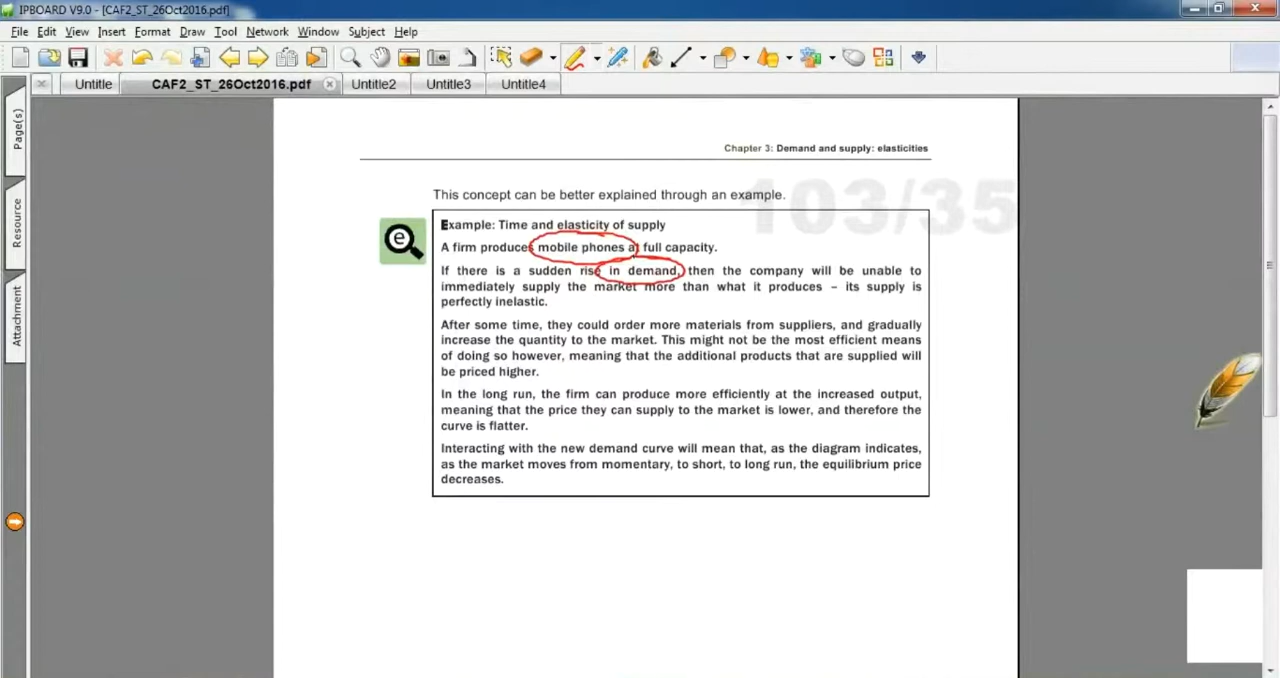 IPBOARD V9.0 - [CAF2_ST_26Oct2016.pdf]
File Edit View Insert Format Draw Tool Network Window Subject Help
Untitle CAF2_ST_26Oct2016.pdf Untitle2 Untitle3 Untitle4
Page(s)
Resource
Attachment
Chapter 3: Demand and supply: elasticities
103/35
This concept can be better explained through an example.
e
Example: Time and elasticity of supply
A firm produces mobile phones at full capacity.
If there is a sudden rise in demand, then the company will be unable to
immediately supply the market more than what it produces – its supply is
perfectly inelastic.
After some time, they could order more materials from suppliers, and gradually
increase the quantity to the market. This might not be the most efficient means
of doing so however, meaning that the additional products that are supplied will
be priced higher.
In the long run, the firm can produce more efficiently at the increased output,
meaning that the price they can supply to the market is lower, and therefore the
curve is flatter.
Interacting with the new demand curve will mean that, as the diagram indicates,
as the market moves from momentary, to short, to long run, the equilibrium price
decreases.